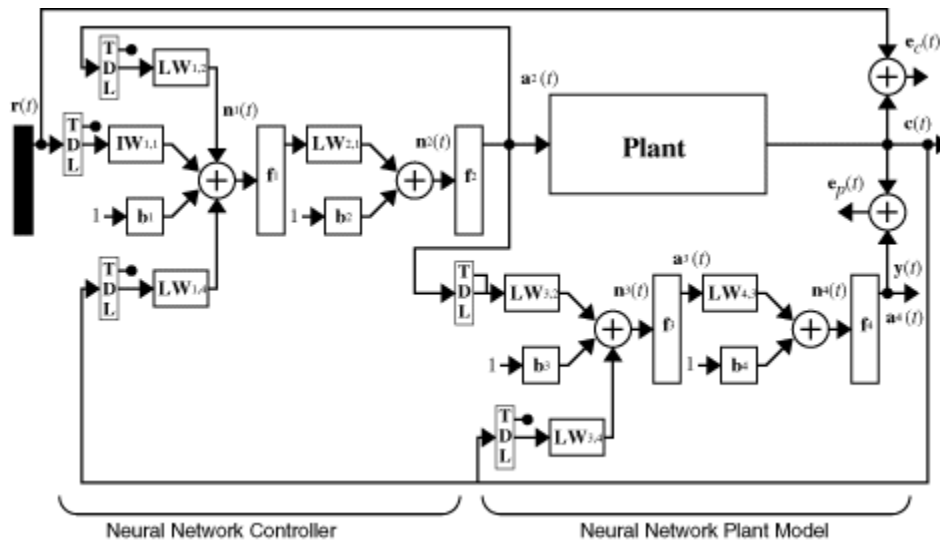 e_c(t)
T D L
LW1,2
a²(t)
r(t)
n1(t)
c(t)
T D L
IW1,1
LW2,1
n2(t)
Plant
f1
f2
e_p(t)
1
b1
1
b2
T D L
LW1,4
a³(t)
y(t)
T D L
LW3,2
n3(t)
LW4,3
n4(t)
a4(t)
f3
f4
1
b3
1
b4
T D L
LW3,4
Neural Network Controller
Neural Network Plant Model